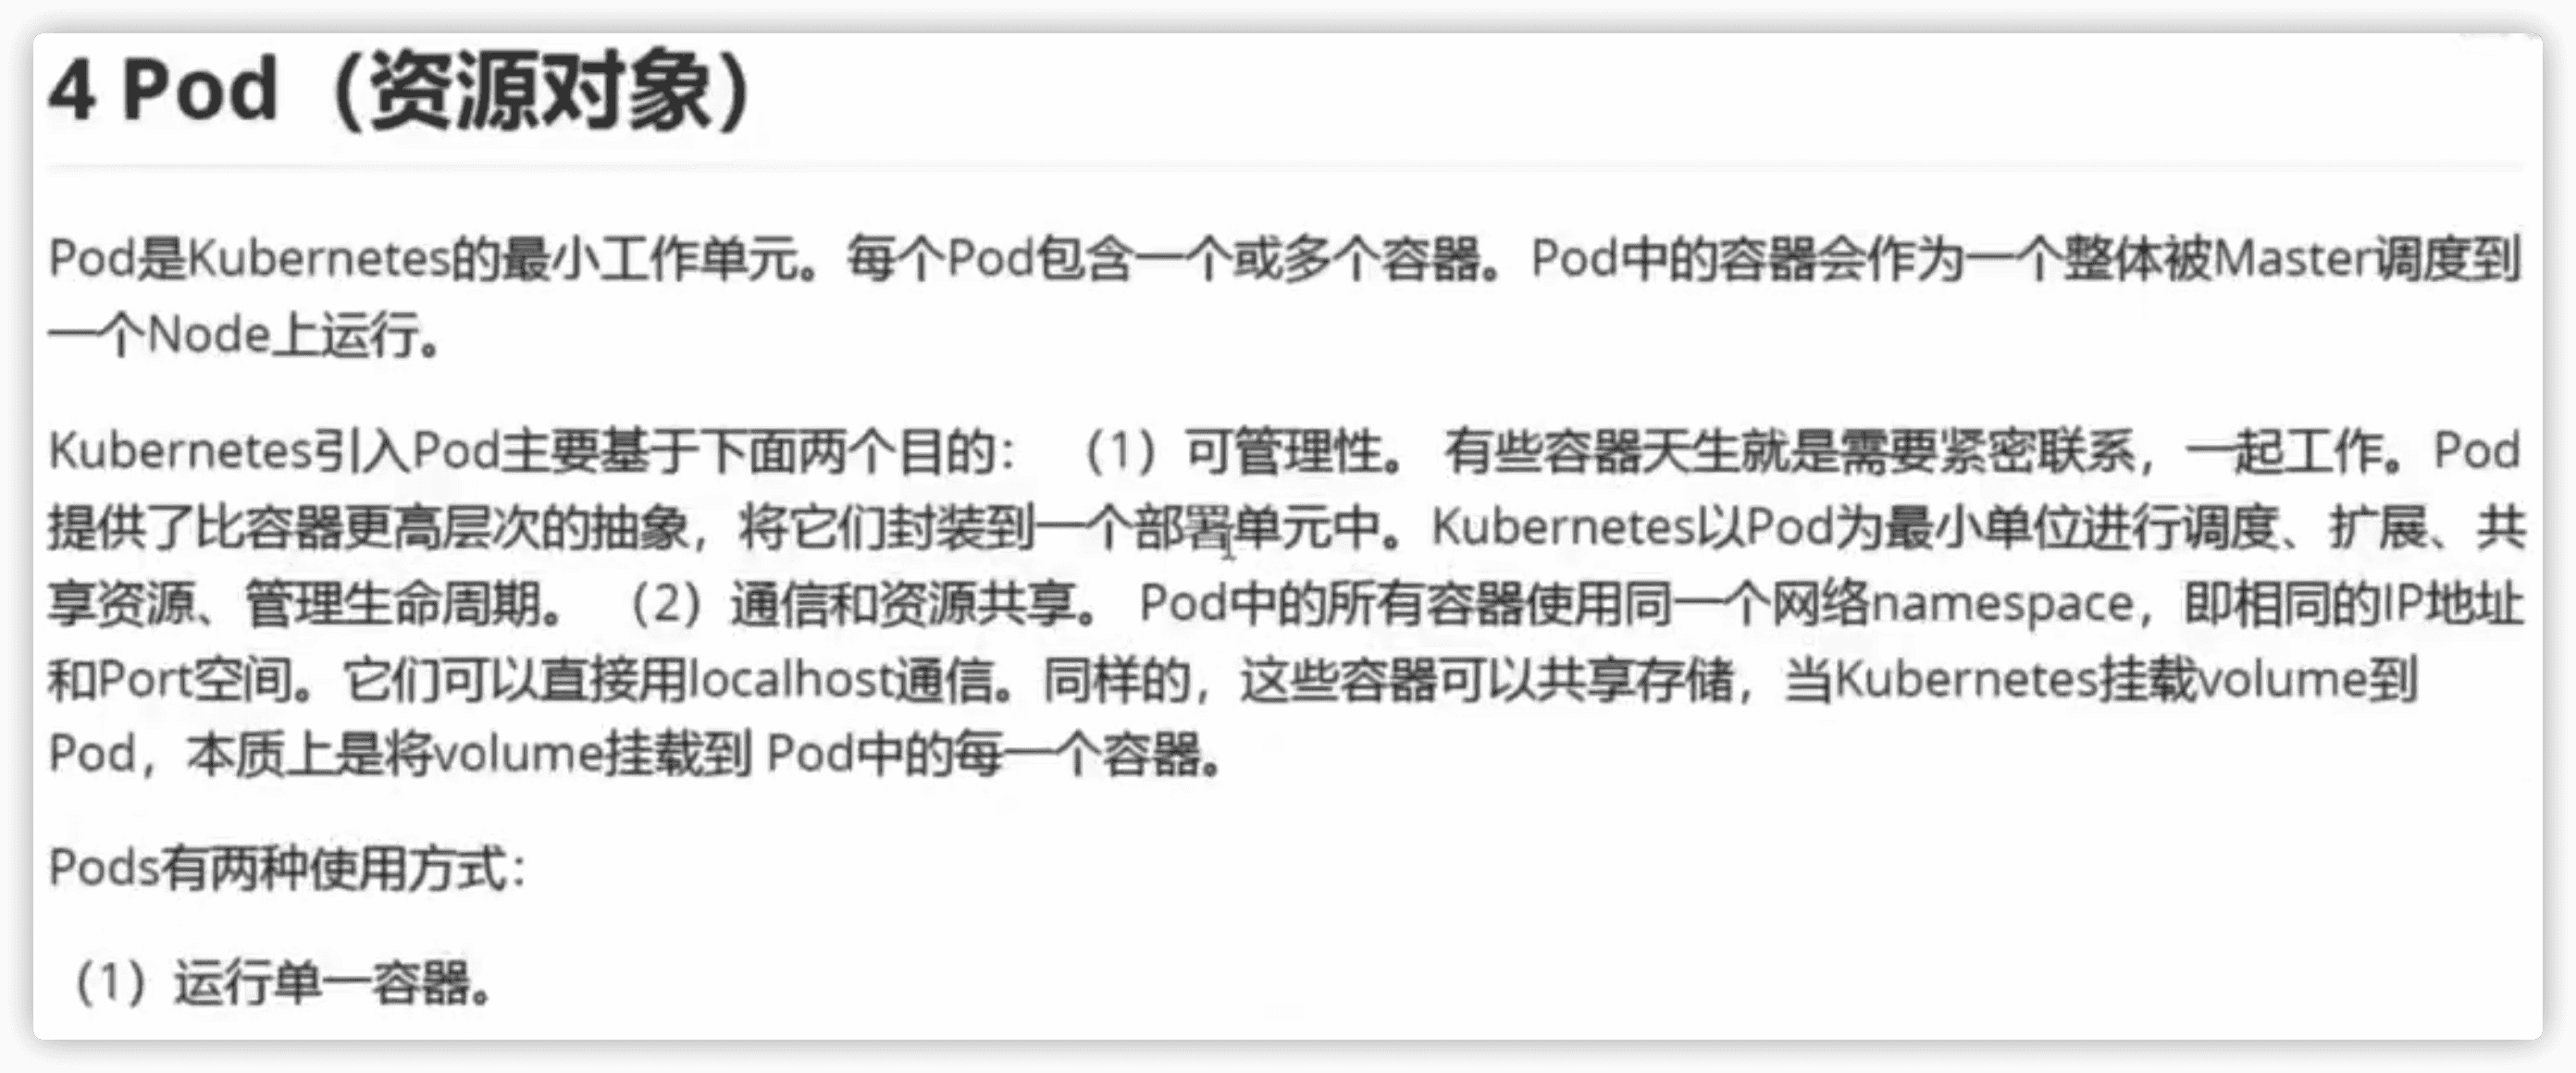 4 Pod（资源对象）
Pod是Kubernetes的最小工作单元。每个Pod包含一个或多个容器。Pod中的容器会作为一个整体被Master调度到
一个Node上运行。
Kubernetes引入Pod主要基于下面两个目的：（1）可管理性。 有些容器天生就是需要紧密联系，一起工作。Pod
提供了比容器更高层次的抽象，将它们封装到一个部署单元中。Kubernetes以Pod为最小单位进行调度、扩展、共
享资源、管理生命周期。（2）通信和资源共享。 Pod中的所有容器使用同一个网络namespace，即相同的IP地址
和Port空间。它们可以直接用localhost通信。同样的，这些容器可以共享存储，当Kubernetes挂载volume到
Pod，本质上是将volume挂载到 Pod中的每一个容器。
Pods有两种使用方式：
（1）运行单一容器。